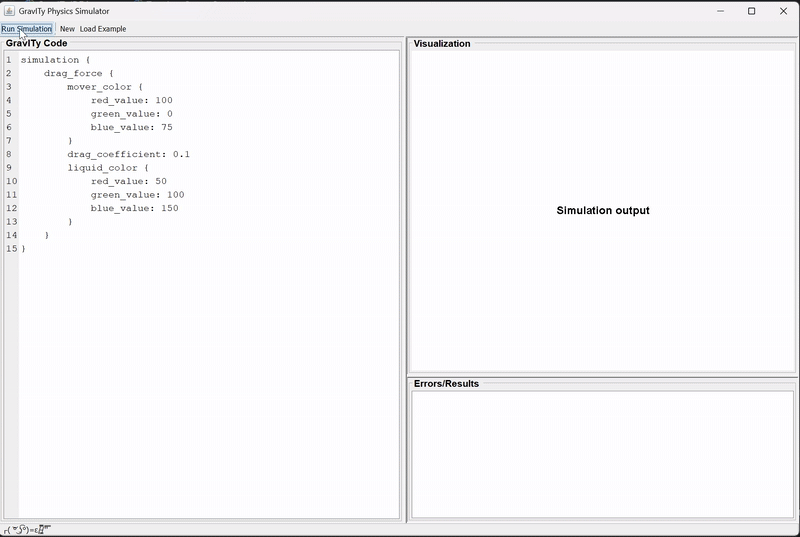 GravITy Physics Simulator
Run Simulation New Load Example
GravITy Code
1 simulation {
2     drag_force {
3         mover_color {
4             red_value: 100
5             green_value: 0
6             blue_value: 75
7         }
8         drag_coefficient: 0.1
9         liquid_color {
10             red_value: 50
11             green_value: 100
12             blue_value: 150
13         }
14     }
15 }
Visualization
Simulation output
Errors/Results